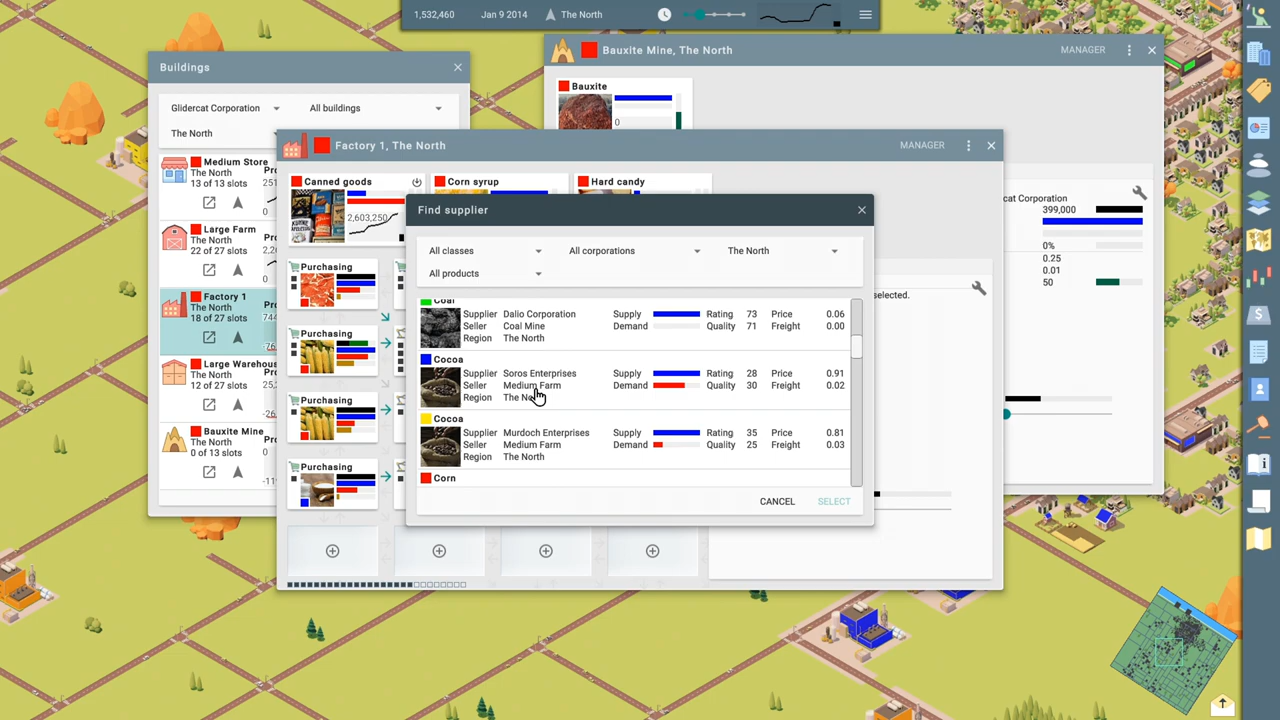 1,532,460 Jan 9 2014 The North
Buildings
Glidercat Corporation All buildings
The North
Medium Store
The North
13 of 13 slots
Large Farm
The North
22 of 27 slots
Factory 1
The North
18 of 27 slots
Large Warehous
The North
12 of 27 slots
Bauxite Mine
The North
0 of 13 slots
Bauxite Mine, The North MANAGER
Bauxite
0
Corporation
399,000
0%
0.25
0.01
50
selected.
Factory 1, The North MANAGER
Canned goods Corn syrup Hard candy
2,603,250
Purchasing
Purchasing
Purchasing
Purchasing
Find supplier
All classes All corporations The North
All products
Coal
Supplier Dalio Corporation Supply Rating 73 Price 0.06
Seller Coal Mine Demand Quality 71 Freight 0.00
Region The North
Cocoa
Supplier Soros Enterprises Supply Rating 28 Price 0.91
Seller Medium Farm Demand Quality 30 Freight 0.02
Region The North
Cocoa
Supplier Murdoch Enterprises Supply Rating 35 Price 0.81
Seller Medium Farm Demand Quality 25 Freight 0.03
Region The North
Corn
CANCEL SELECT